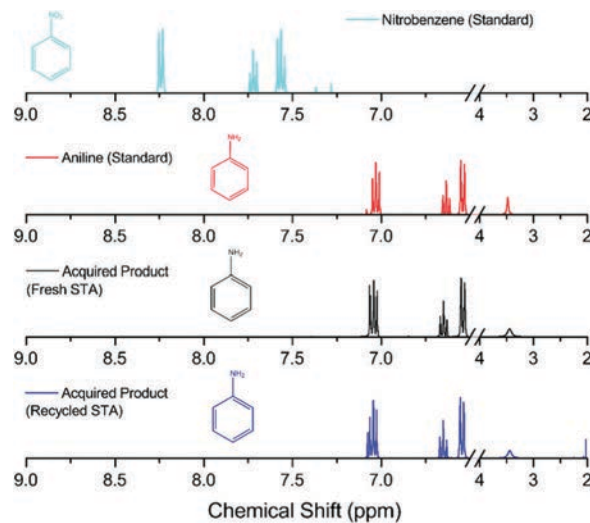 NO₂
Nitrobenzene (Standard)
9.0 8.5 8.0 7.5 7.0 4 3 2
Aniline (Standard)
NH₂
9.0 8.5 8.0 7.5 7.0 4 3 2
Acquired Product
(Fresh STA)
NH₂
9.0 8.5 8.0 7.5 7.0 4 3 2
Acquired Product
(Recycled STA)
NH₂
9.0 8.5 8.0 7.5 7.0 4 3 2
Chemical Shift (ppm)